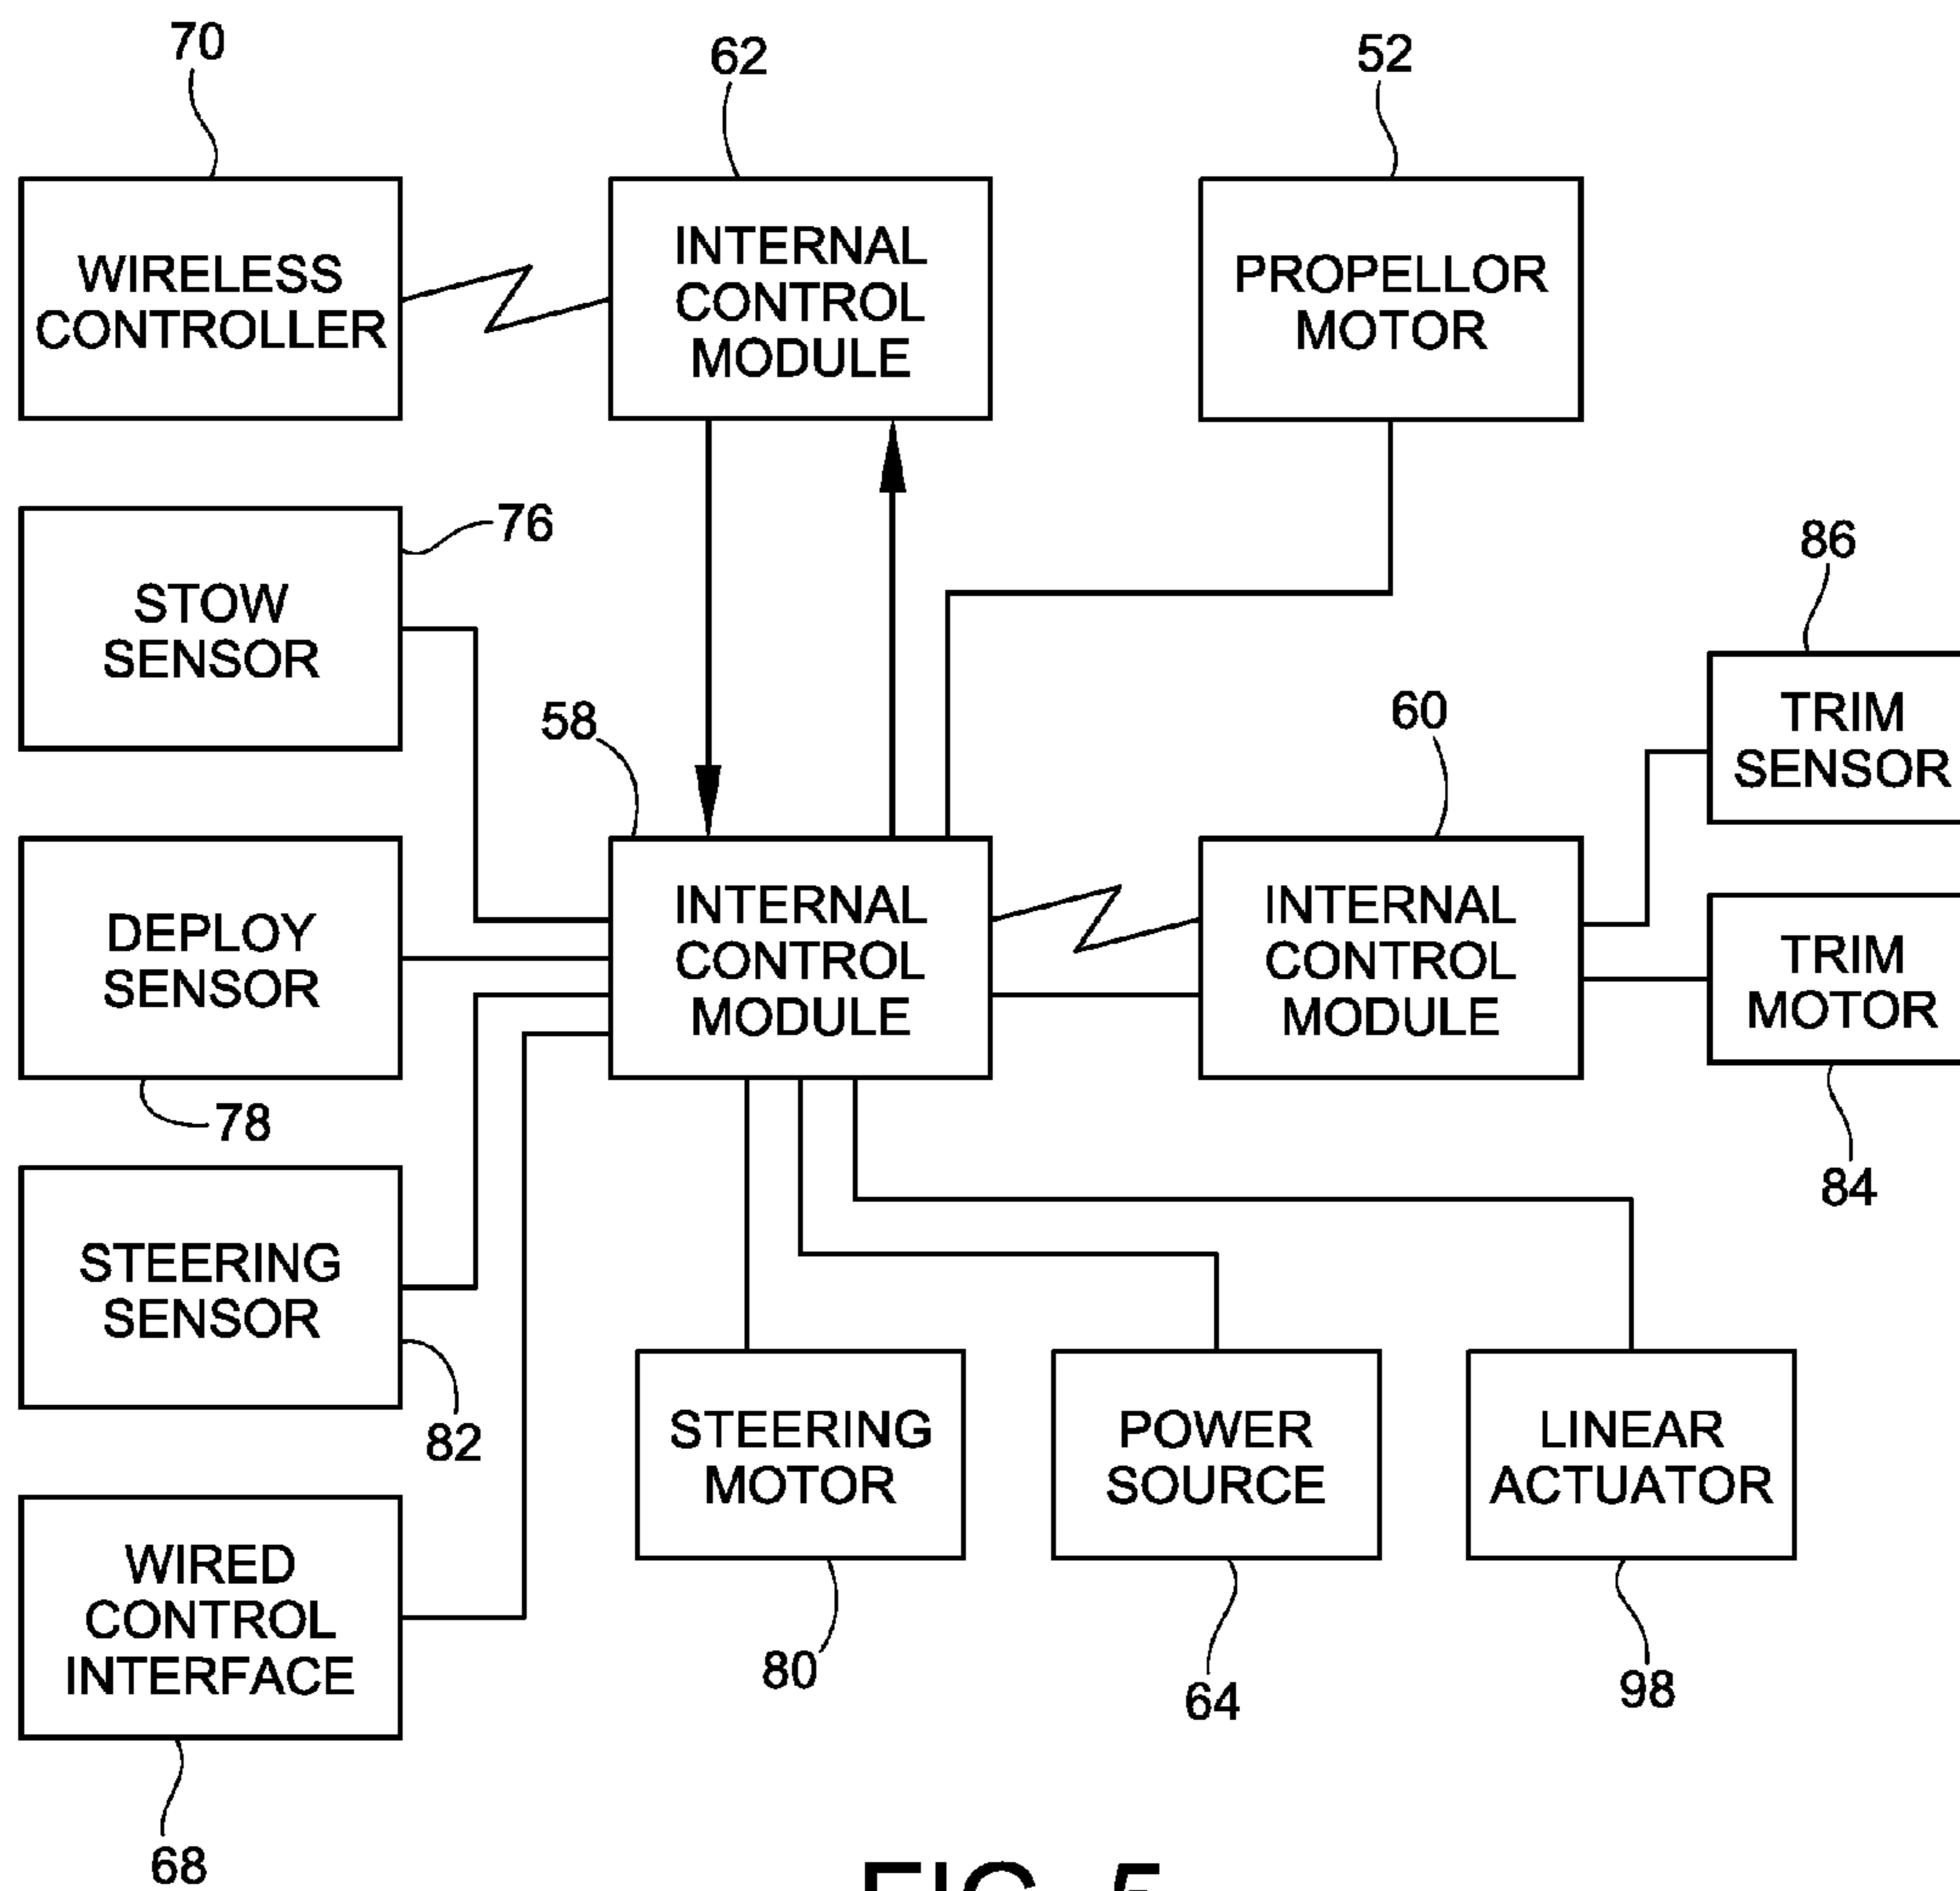 70
62
52
WIRELESS
CONTROLLER
INTERNAL
CONTROL
MODULE
PROPELLOR
MOTOR
76
STOW
SENSOR
86
TRIM
SENSOR
58
60
DEPLOY
SENSOR
78
INTERNAL
CONTROL
MODULE
INTERNAL
CONTROL
MODULE
TRIM
MOTOR
84
STEERING
SENSOR
82
STEERING
MOTOR
POWER
SOURCE
LINEAR
ACTUATOR
WIRED
CONTROL
INTERFACE
80
64
98
68
FIG. 5